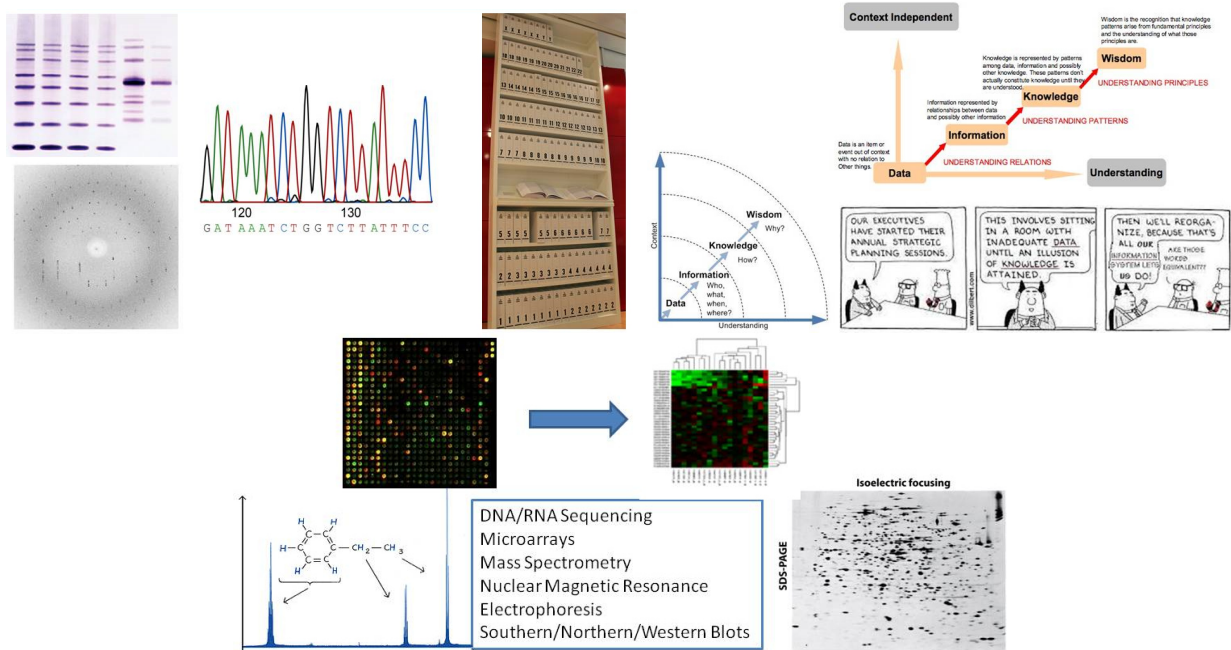 Context Independent
Wisdom is the recognition that knowledge
patterns arise from fundamental principles
and the understanding of what those
principles are.
Wisdom
Knowledge is represented by patterns
among data, information and possibly
other knowledge. These patterns don't
actually constitute knowledge until they
are understood.
Knowledge
UNDERSTANDING PRINCIPLES
Information represented by
relationships between data
and possibly other information
UNDERSTANDING PATTERNS
Information
Data is an item or
event out of context
with no relation to
Other things.
UNDERSTANDING RELATIONS
Data
Understanding
120 130
GATAAATCTGGTCTTATTTCC
Context
Wisdom
Why?
Knowledge
How?
Information
Who,
what,
when,
where?
Data
Understanding
OUR EXECUTIVES
HAVE STARTED THEIR
ANNUAL STRATEGIC
PLANNING SESSIONS.
www.dilbert.com
THIS INVOLVES SITTING
IN A ROOM WITH
INADEQUATE DATA
UNTIL AN ILLUSION
OF KNOWLEDGE IS
ATTAINED.
THEN WE'LL REORGA-
NIZE, BECAUSE THAT'S
ALL OUR
INFORMATION
SYSTEM LETS
US DO!
ARE THOSE
WORDS
EQUIVALENT???
H H
H C C CH2 CH3
H H
DNA/RNA Sequencing
Microarrays
Mass Spectrometry
Nuclear Magnetic Resonance
Electrophoresis
Southern/Northern/Western Blots
Isoelectric focusing
SDS-PAGE